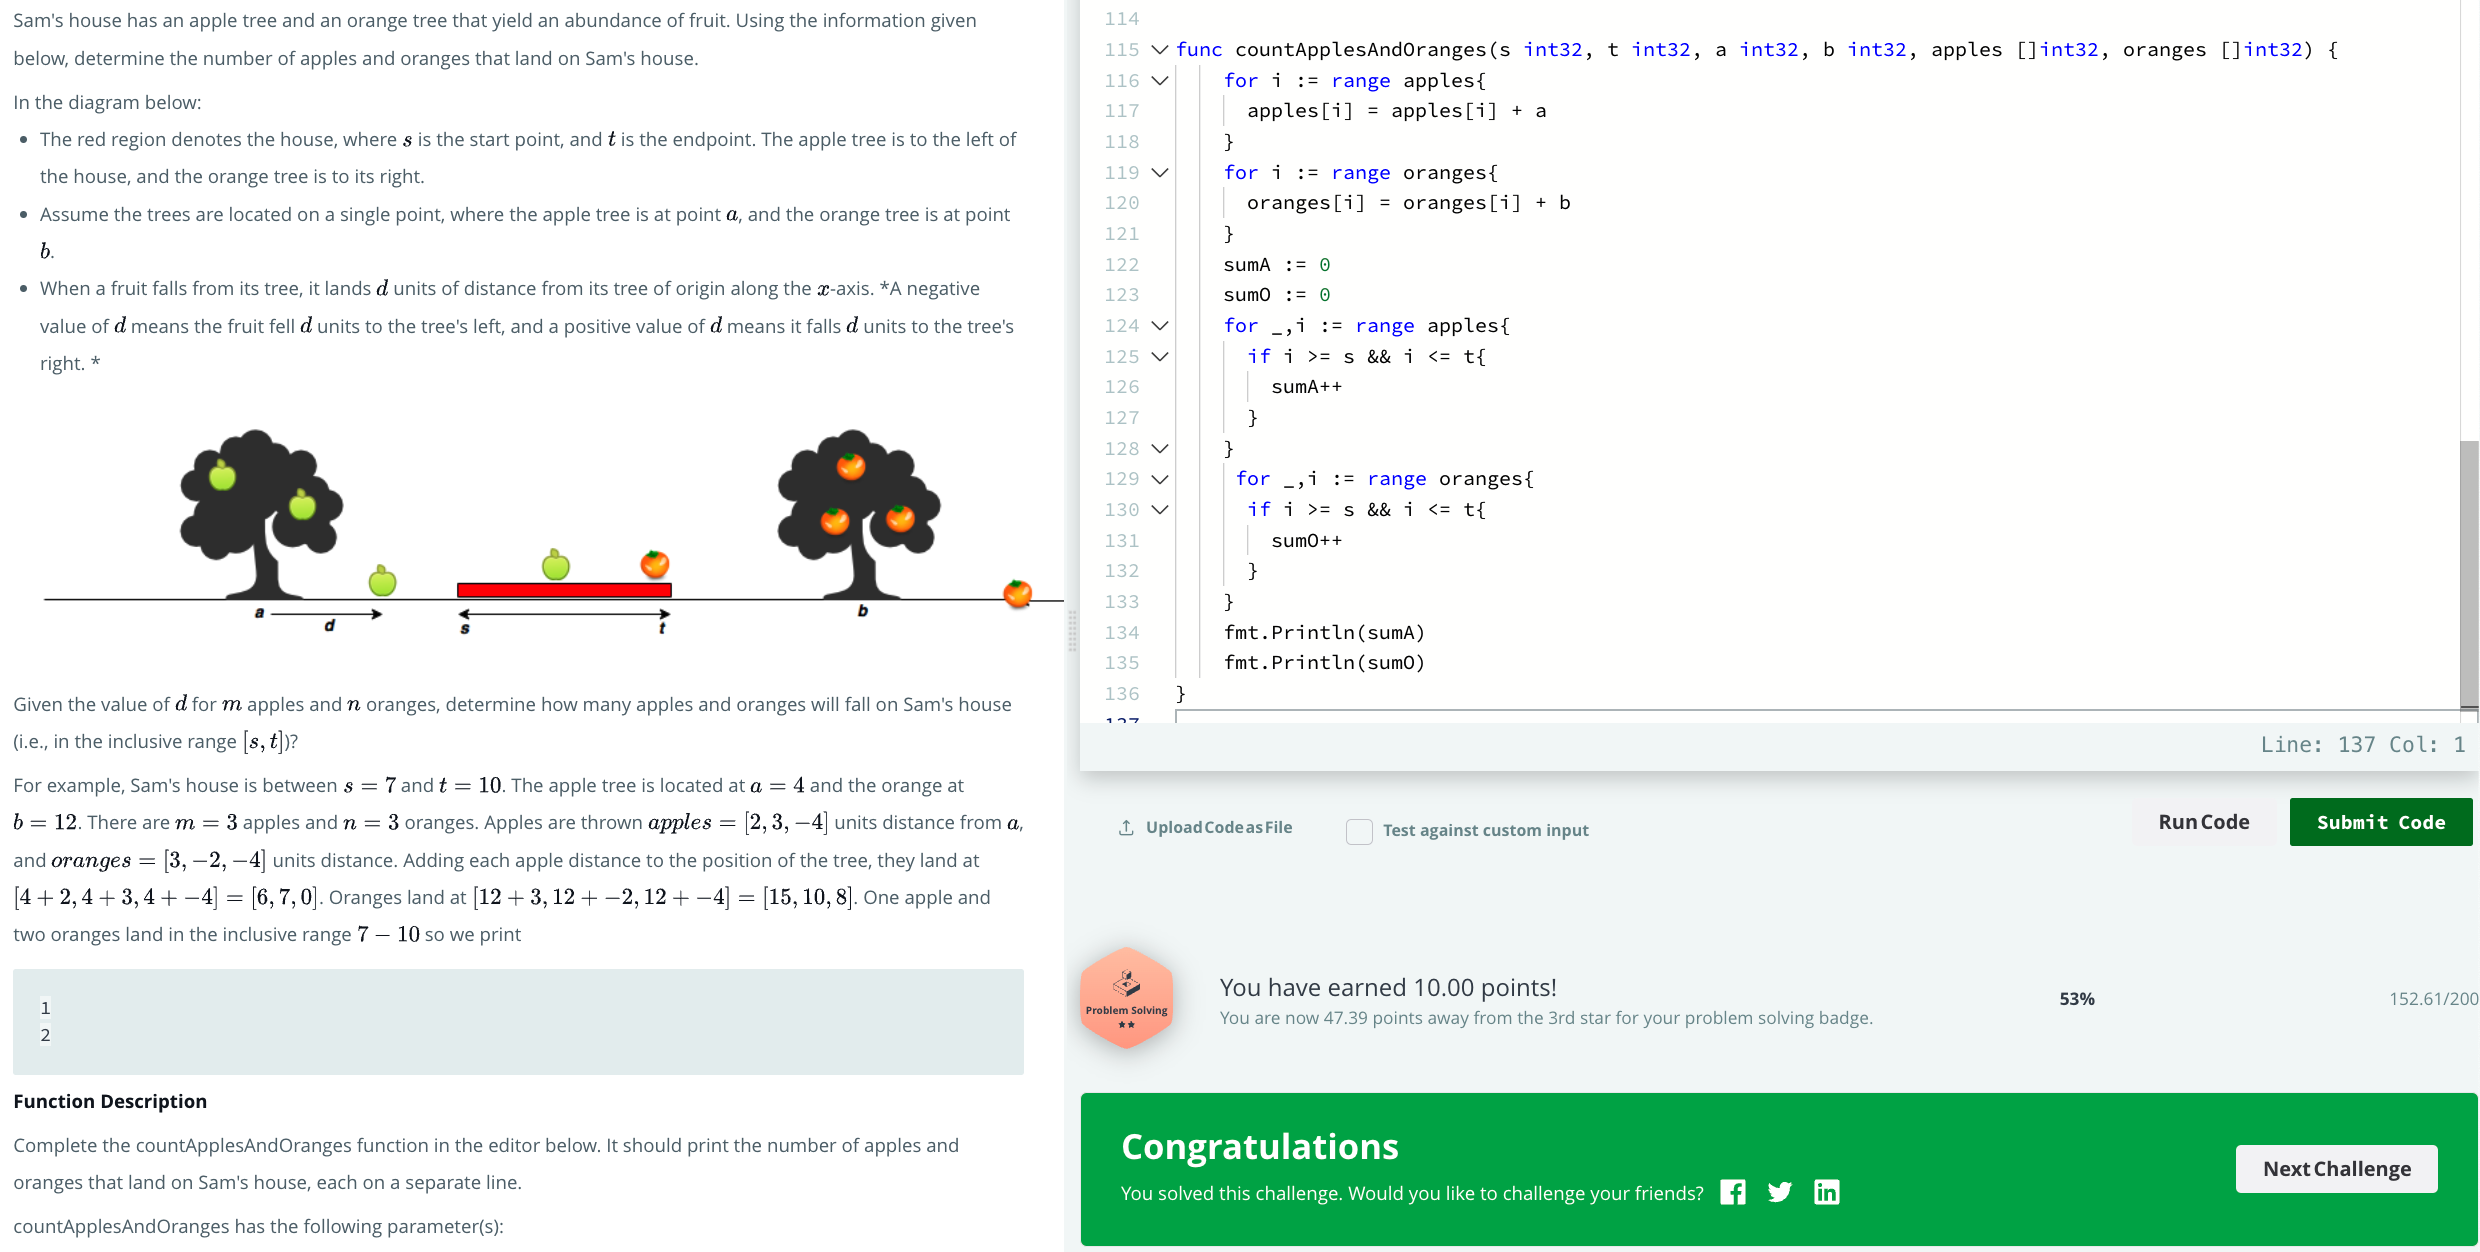 Sam's house has an apple tree and an orange tree that yield an abundance of fruit. Using the information given
below, determine the number of apples and oranges that land on Sam's house.
In the diagram below:
• The red region denotes the house, where s is the start point, and t is the endpoint. The apple tree is to the left of
the house, and the orange tree is to its right.
• Assume the trees are located on a single point, where the apple tree is at point a, and the orange tree is at point
b.
• When a fruit falls from its tree, it lands d units of distance from its tree of origin along the x-axis. *A negative
value of d means the fruit fell d units to the tree's left, and a positive value of d means it falls d units to the tree's
right. *
a
d
s
t
b
Given the value of d for m apples and n oranges, determine how many apples and oranges will fall on Sam's house
(i.e., in the inclusive range [s, t])?
For example, Sam's house is between s = 7 and t = 10. The apple tree is located at a = 4 and the orange at
b = 12. There are m = 3 apples and n = 3 oranges. Apples are thrown apples = [2, 3, −4] units distance from a,
and oranges = [3, −2, −4] units distance. Adding each apple distance to the position of the tree, they land at
[4 + 2, 4 + 3, 4 + −4] = [6, 7, 0]. Oranges land at [12 + 3, 12 + −2, 12 + −4] = [15, 10, 8]. One apple and
two oranges land in the inclusive range 7 − 10 so we print
1
2
Function Description
Complete the countApplesAndOranges function in the editor below. It should print the number of apples and
oranges that land on Sam's house, each on a separate line.
countApplesAndOranges has the following parameter(s):
114
115 func countApplesAndOranges(s int32, t int32, a int32, b int32, apples []int32, oranges []int32) {
116 for i := range apples{
117 apples[i] = apples[i] + a
118 }
119 for i := range oranges{
120 oranges[i] = oranges[i] + b
121 }
122 sumA := 0
123 sumO := 0
124 for _,i := range apples{
125 if i >= s && i <= t{
126 sumA++
127 }
128 }
129 for _,i := range oranges{
130 if i >= s && i <= t{
131 sumO++
132 }
133 }
134 fmt.Println(sumA)
135 fmt.Println(sumO)
136 }
137
Line: 137 Col: 1
Upload Code as File
Test against custom input
Run Code
Submit Code
Problem Solving
★★
You have earned 10.00 points!
You are now 47.39 points away from the 3rd star for your problem solving badge.
53%
152.61/200
Congratulations
You solved this challenge. Would you like to challenge your friends?
Next Challenge